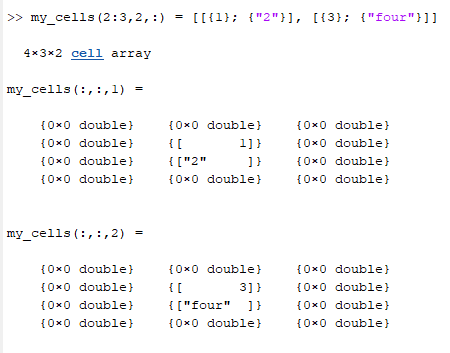 >> my_cells(2:3,2,:) = [[{1}; {"2"}], [{3}; {"four"}]]
4×3×2 cell array
my_cells(:,:,1) =
{0×0 double} {0×0 double} {0×0 double}
{0×0 double} {[ 1]} {0×0 double}
{0×0 double} {["2" ]} {0×0 double}
{0×0 double} {0×0 double} {0×0 double}
my_cells(:,:,2) =
{0×0 double} {0×0 double} {0×0 double}
{0×0 double} {[ 3]} {0×0 double}
{0×0 double} {["four" ]} {0×0 double}
{0×0 double} {0×0 double} {0×0 double}